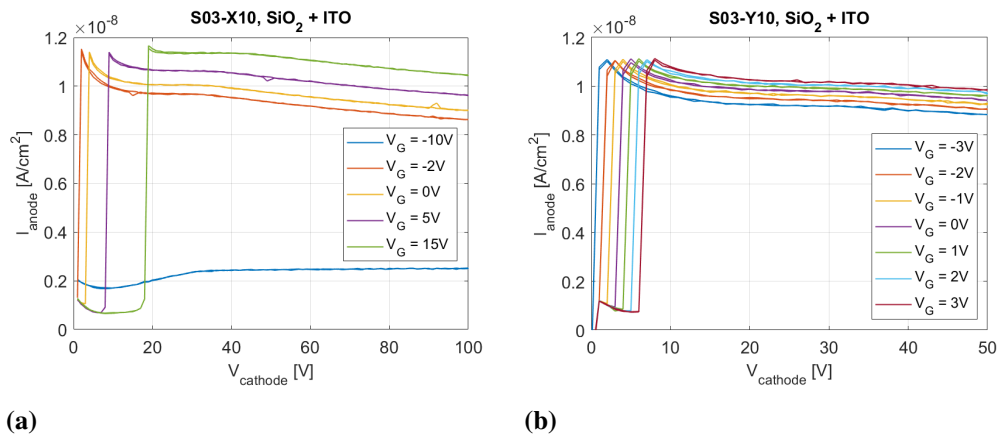 S03-X10, SiO2 + ITO
×10-8
1.2
1
0.8
0.6
0.4
0.2
0
Ianode [A/cm2]
VG = -10V
VG = -2V
VG = 0V
VG = 5V
VG = 15V
0 20 40 60 80 100
Vcathode [V]
(a)
S03-Y10, SiO2 + ITO
×10-8
1.2
1
0.8
0.6
0.4
0.2
0
Ianode [A/cm2]
VG = -3V
VG = -2V
VG = -1V
VG = 0V
VG = 1V
VG = 2V
VG = 3V
0 10 20 30 40 50
Vcathode [V]
(b)